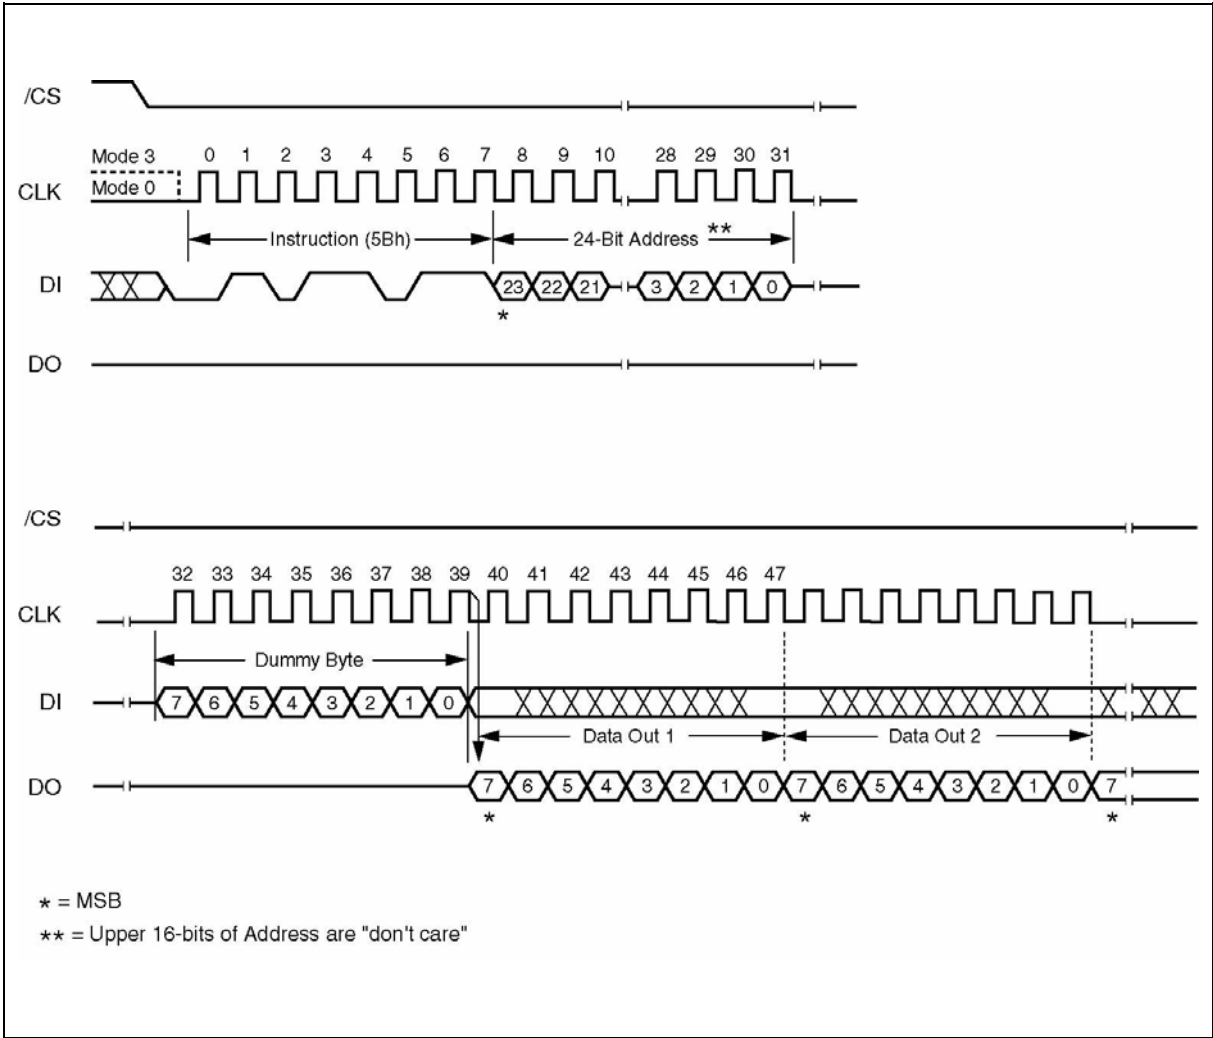 /CS
Mode 3 0 1 2 3 4 5 6 7 8 9 10 28 29 30 31
CLK Mode 0
Instruction (5Bh) 24-Bit Address **
DI 23 22 21 3 2 1 0
*
DO
/CS
32 33 34 35 36 37 38 39 40 41 42 43 44 45 46 47
CLK
Dummy Byte
DI 7 6 5 4 3 2 1 0
Data Out 1 Data Out 2
DO 7 6 5 4 3 2 1 0 7 6 5 4 3 2 1 0 7
* * *
* = MSB
** = Upper 16-bits of Address are "don't care"